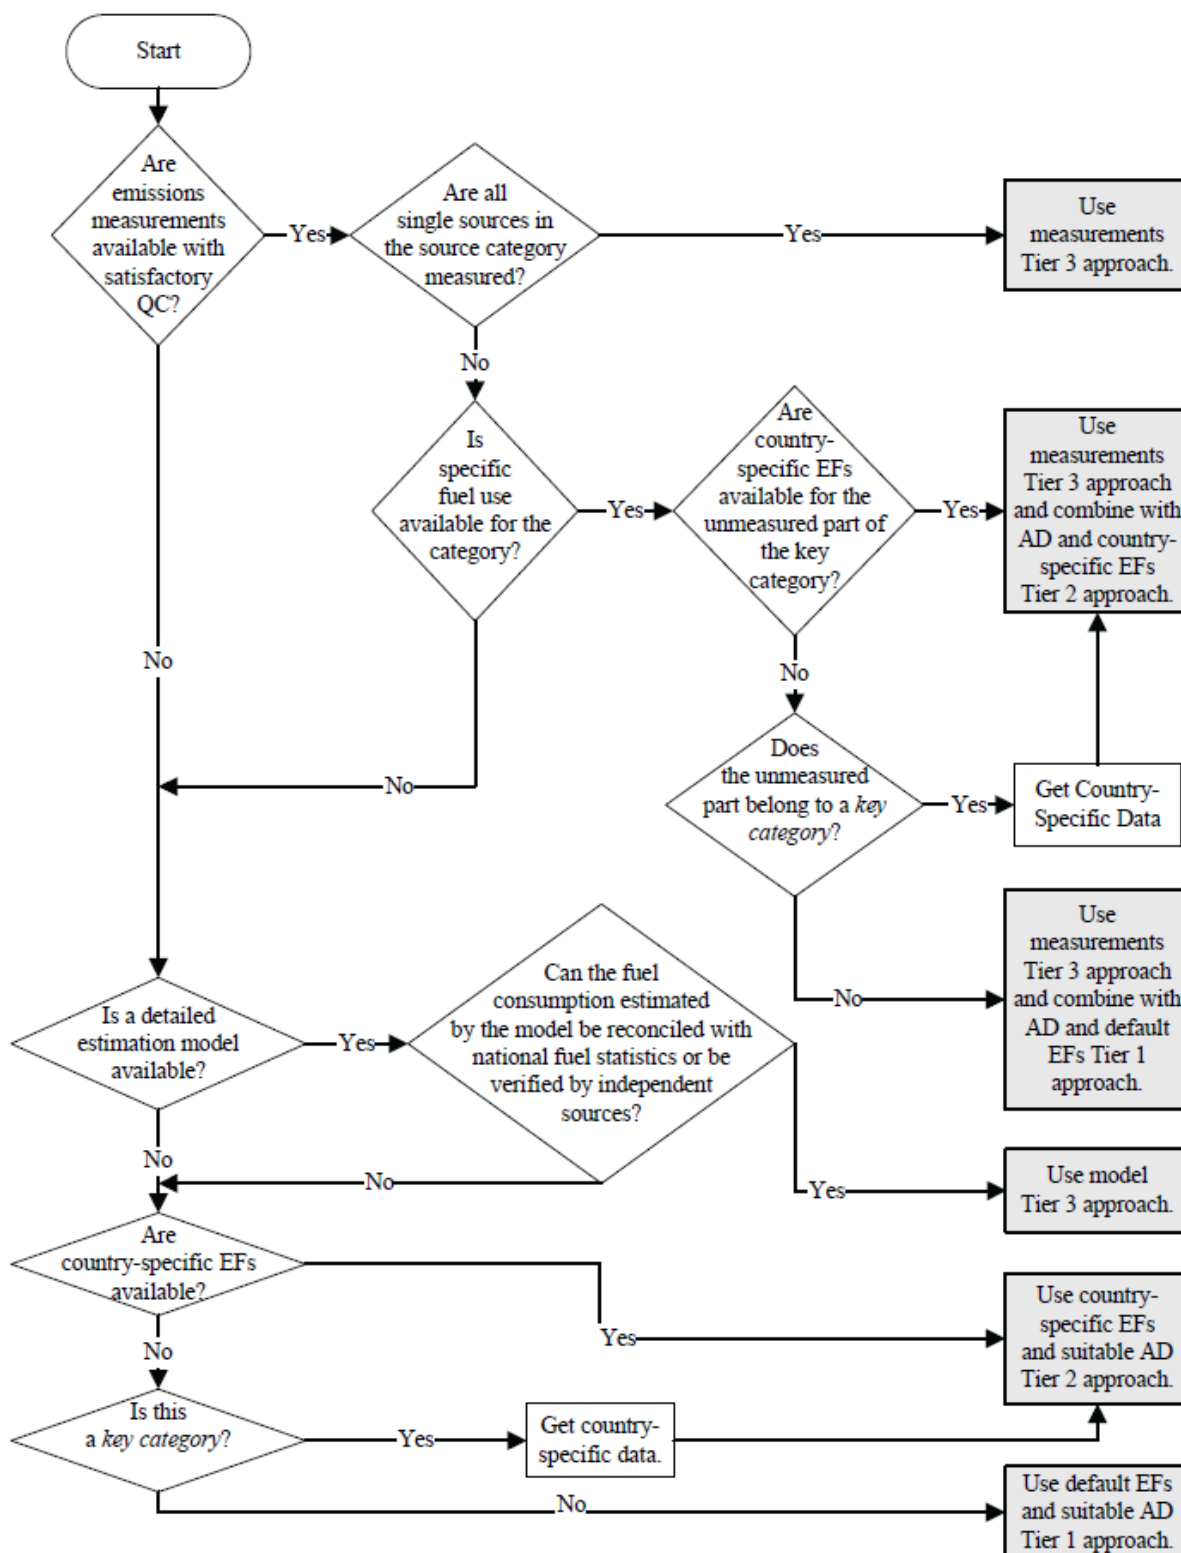 Start
Are
emissions
measurements
available with
satisfactory
QC?
Yes
Are all
single sources in
the source category
measured?
Yes
Use
measurements
Tier 3 approach.
No
Is
specific
fuel use
available for the
category?
Yes
Are
country-
specific EFs
available for the
unmeasured part of
the key
category?
Yes
Use
measurements
Tier 3 approach
and combine with
AD and country-
specific EFs
Tier 2 approach.
No
No
No
Does
the unmeasured
part belong to a key
category?
Yes
Get Country-
Specific Data
No
Use
measurements
Tier 3 approach
and combine with
AD and default
EFs Tier 1
approach.
Is a detailed
estimation model
available?
Yes
Can the fuel
consumption estimated
by the model be reconciled with
national fuel statistics or be
verified by independent
sources?
No
No
Yes
Use model
Tier 3 approach.
Are
country-specific EFs
available?
Yes
Use country-
specific EFs
and suitable AD
Tier 2 approach.
No
Is this
a key category?
Yes
Get country-
specific data.
No
Use default EFs
and suitable AD
Tier 1 approach.